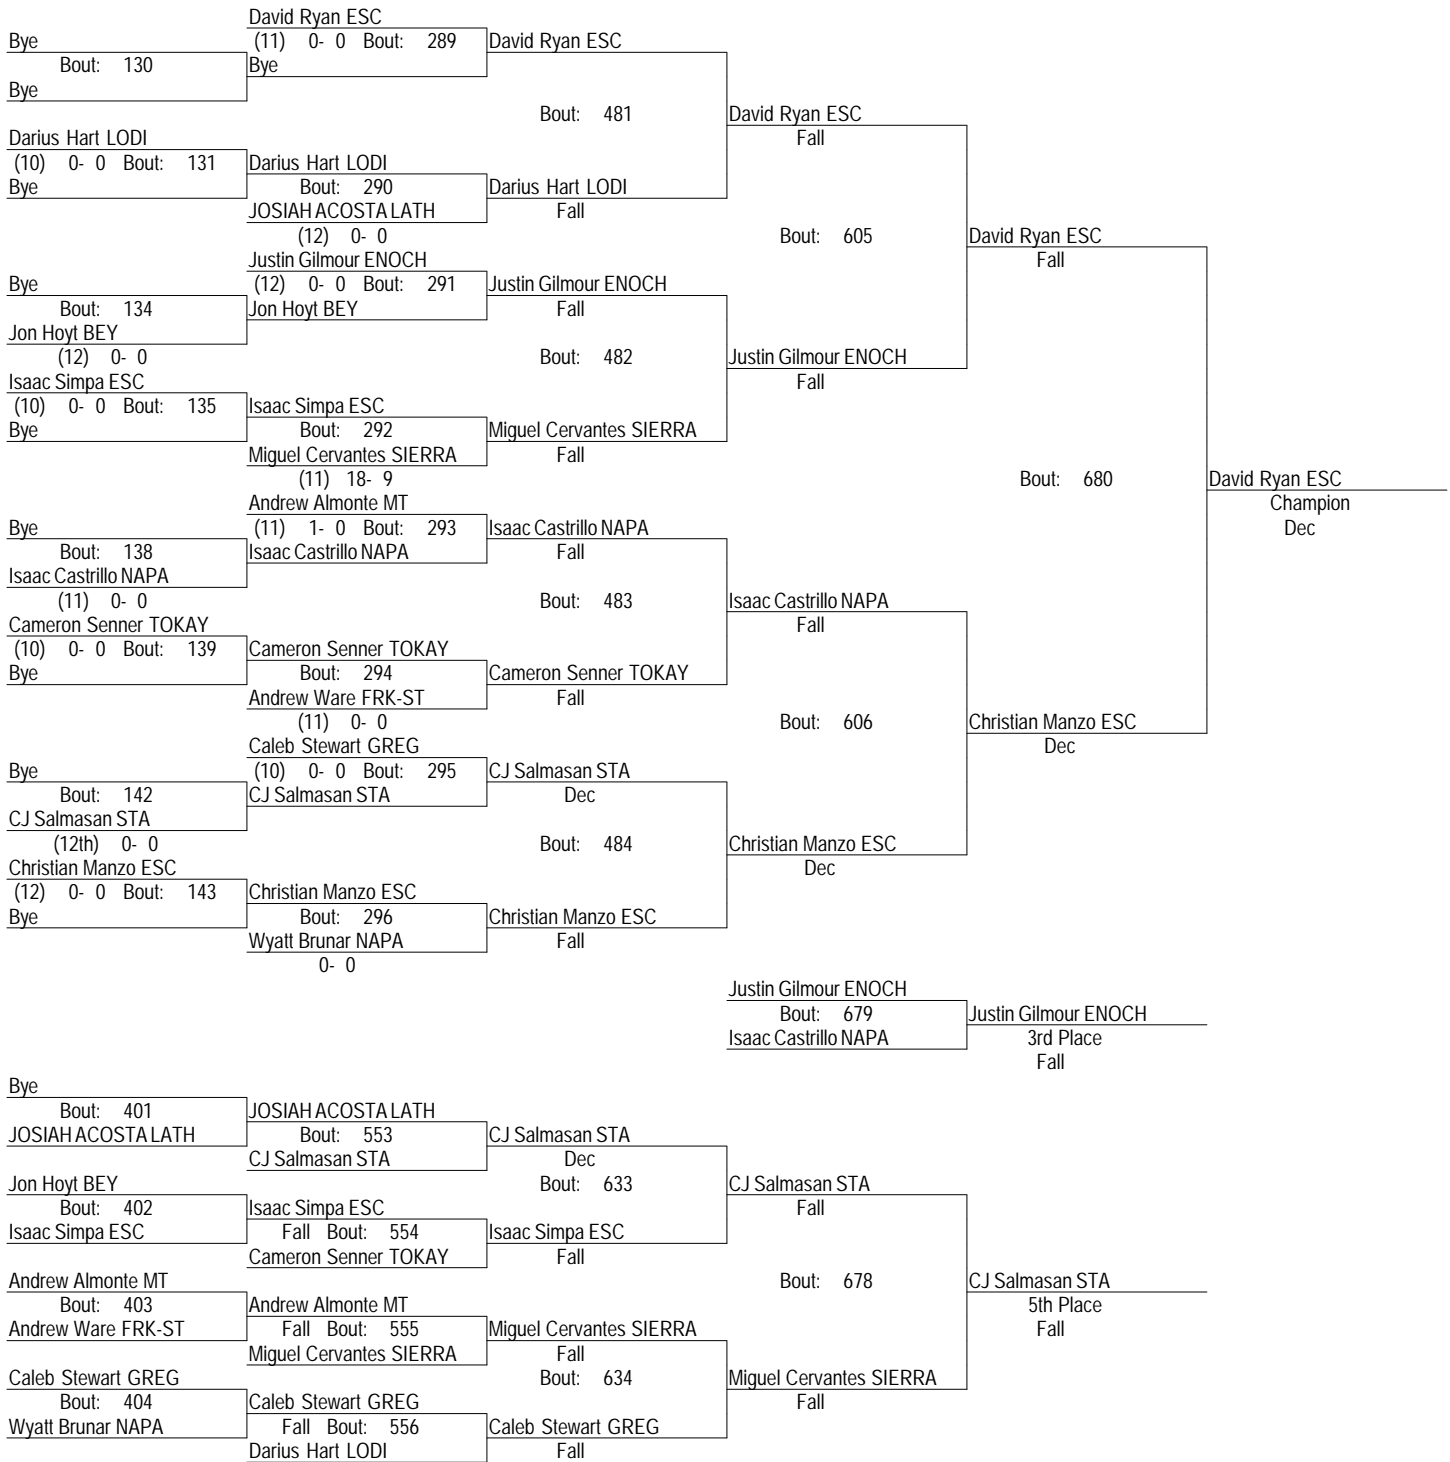 David Ryan ESC
Bye
(11) 0- 0 Bout: 289
David Ryan ESC
Bout: 130
Bye
Bye
Bout: 481
David Ryan ESC
Darius Hart LODI
Fall
(10) 0- 0 Bout: 131
Darius Hart LODI
Bye
Bout: 290
Darius Hart LODI
JOSIAH ACOSTA LATH
Fall
(12) 0- 0
Bout: 605
David Ryan ESC
Justin Gilmour ENOCH
Fall
Bye
(12) 0- 0 Bout: 291
Justin Gilmour ENOCH
Bout: 134
Jon Hoyt BEY
Fall
Jon Hoyt BEY
(12) 0- 0
Bout: 482
Justin Gilmour ENOCH
Isaac Simpa ESC
Fall
(10) 0- 0 Bout: 135
Isaac Simpa ESC
Bye
Bout: 292
Miguel Cervantes SIERRA
Miguel Cervantes SIERRA
Fall
(11) 18- 9
Bout: 680
David Ryan ESC
Andrew Almonte MT
Champion
Bye
(11) 1- 0 Bout: 293
Isaac Castrillo NAPA
Dec
Bout: 138
Isaac Castrillo NAPA
Fall
Isaac Castrillo NAPA
(11) 0- 0
Bout: 483
Isaac Castrillo NAPA
Cameron Senner TOKAY
Fall
(10) 0- 0 Bout: 139
Cameron Senner TOKAY
Bye
Bout: 294
Cameron Senner TOKAY
Andrew Ware FRK-ST
Fall
(11) 0- 0
Bout: 606
Christian Manzo ESC
Caleb Stewart GREG
Dec
Bye
(10) 0- 0 Bout: 295
CJ Salmasan STA
Bout: 142
CJ Salmasan STA
Dec
CJ Salmasan STA
(12th) 0- 0
Bout: 484
Christian Manzo ESC
Christian Manzo ESC
Dec
(12) 0- 0 Bout: 143
Christian Manzo ESC
Bye
Bout: 296
Christian Manzo ESC
Wyatt Brunar NAPA
Fall
0- 0
Justin Gilmour ENOCH
Bout: 679
Justin Gilmour ENOCH
Isaac Castrillo NAPA
3rd Place
Fall
Bye
Bout: 401
JOSIAH ACOSTA LATH
JOSIAH ACOSTA LATH
Bout: 553
CJ Salmasan STA
CJ Salmasan STA
Dec
Jon Hoyt BEY
Bout: 633
CJ Salmasan STA
Bout: 402
Isaac Simpa ESC
Fall
Isaac Simpa ESC
Fall Bout: 554
Isaac Simpa ESC
Cameron Senner TOKAY
Fall
Andrew Almonte MT
Bout: 678
CJ Salmasan STA
Bout: 403
Andrew Almonte MT
5th Place
Andrew Ware FRK-ST
Fall Bout: 555
Miguel Cervantes SIERRA
Fall
Miguel Cervantes SIERRA
Fall
Caleb Stewart GREG
Bout: 634
Miguel Cervantes SIERRA
Bout: 404
Caleb Stewart GREG
Fall
Wyatt Brunar NAPA
Fall Bout: 556
Caleb Stewart GREG
Darius Hart LODI
Fall